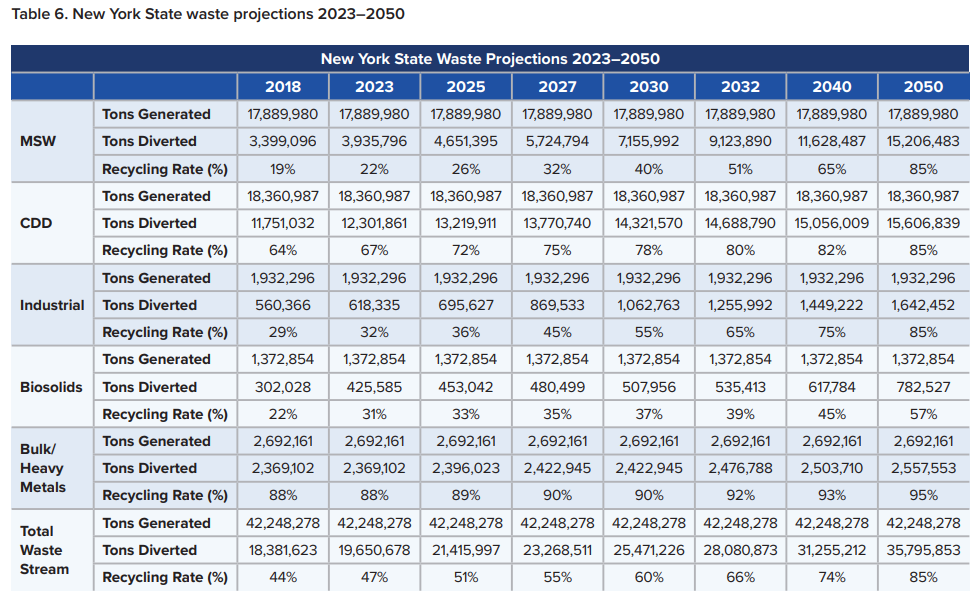 Table 6. New York State waste projections 2023–2050
New York State Waste Projections 2023–2050
2018 2023 2025 2027 2030 2032 2040 2050
MSW
Tons Generated 17,889,980 17,889,980 17,889,980 17,889,980 17,889,980 17,889,980 17,889,980 17,889,980
Tons Diverted 3,399,096 3,935,796 4,651,395 5,724,794 7,155,992 9,123,890 11,628,487 15,206,483
Recycling Rate (%) 19% 22% 26% 32% 40% 51% 65% 85%
CDD
Tons Generated 18,360,987 18,360,987 18,360,987 18,360,987 18,360,987 18,360,987 18,360,987 18,360,987
Tons Diverted 11,751,032 12,301,861 13,219,911 13,770,740 14,321,570 14,688,790 15,056,009 15,606,839
Recycling Rate (%) 64% 67% 72% 75% 78% 80% 82% 85%
Industrial
Tons Generated 1,932,296 1,932,296 1,932,296 1,932,296 1,932,296 1,932,296 1,932,296 1,932,296
Tons Diverted 560,366 618,335 695,627 869,533 1,062,763 1,255,992 1,449,222 1,642,452
Recycling Rate (%) 29% 32% 36% 45% 55% 65% 75% 85%
Biosolids
Tons Generated 1,372,854 1,372,854 1,372,854 1,372,854 1,372,854 1,372,854 1,372,854 1,372,854
Tons Diverted 302,028 425,585 453,042 480,499 507,956 535,413 617,784 782,527
Recycling Rate (%) 22% 31% 33% 35% 37% 39% 45% 57%
Bulk/
Heavy
Metals
Tons Generated 2,692,161 2,692,161 2,692,161 2,692,161 2,692,161 2,692,161 2,692,161 2,692,161
Tons Diverted 2,369,102 2,369,102 2,396,023 2,422,945 2,422,945 2,476,788 2,503,710 2,557,553
Recycling Rate (%) 88% 88% 89% 90% 90% 92% 93% 95%
Total
Waste
Stream
Tons Generated 42,248,278 42,248,278 42,248,278 42,248,278 42,248,278 42,248,278 42,248,278 42,248,278
Tons Diverted 18,381,623 19,650,678 21,415,997 23,268,511 25,471,226 28,080,873 31,255,212 35,795,853
Recycling Rate (%) 44% 47% 51% 55% 60% 66% 74% 85%